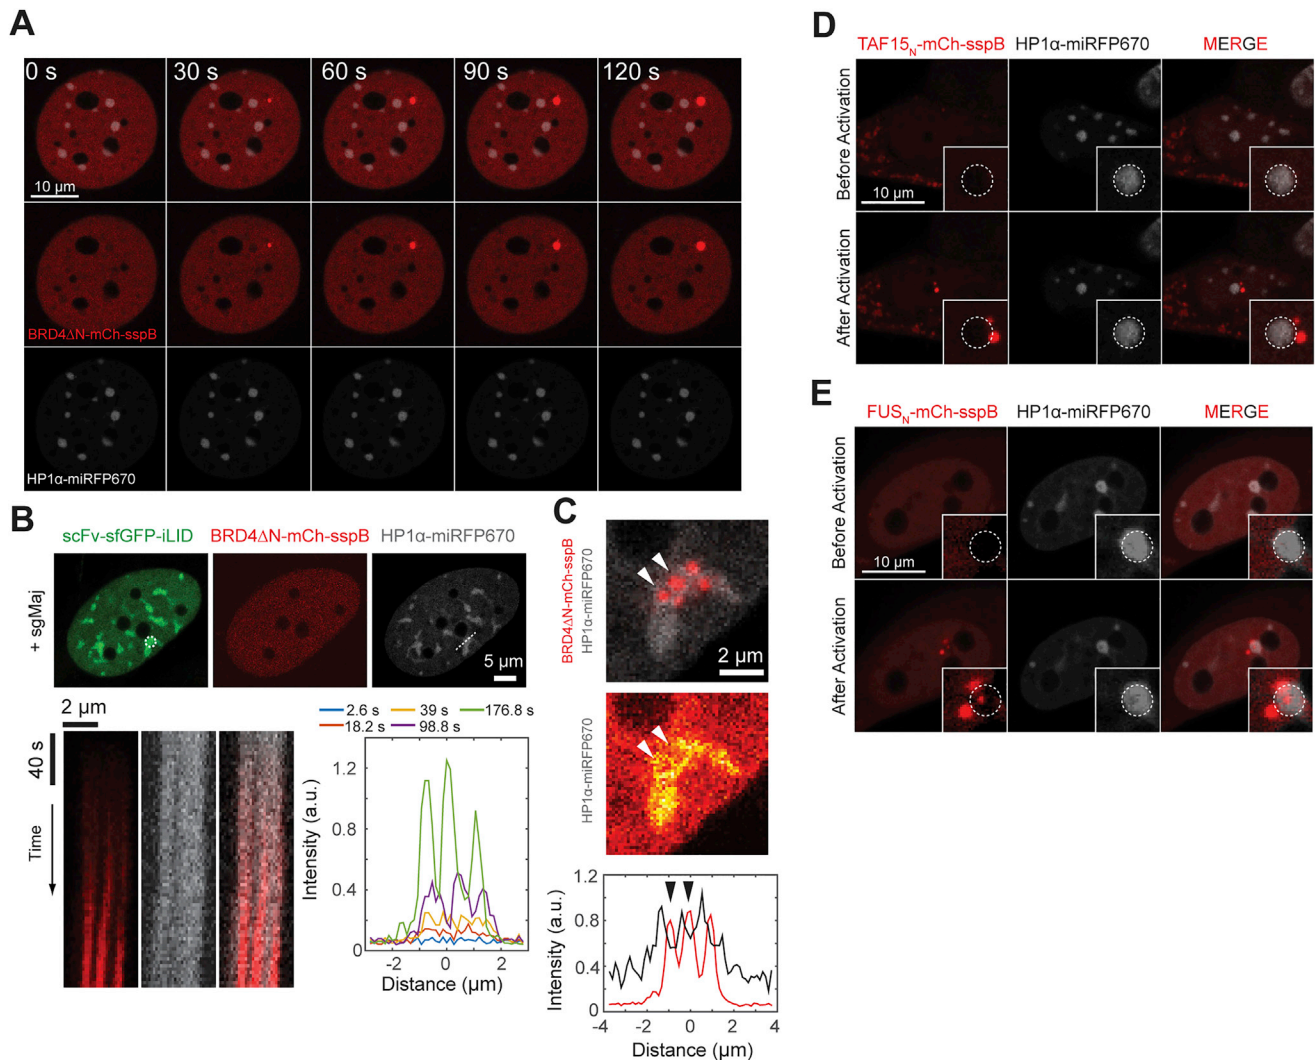 A
0 s 30 s 60 s 90 s 120 s
10 µm
BRD4ΔN-mCh-sspB
HP1α-miRFP670
B
scFv-sfGFP-iLID BRD4ΔN-mCh-sspB HP1α-miRFP670
+ sgMaj
5 µm
2 µm
40 s
Time
2.6 s 39 s 176.8 s
18.2 s 98.8 s
Intensity (a.u.)
1.2
0.8
0.4
0
-2 0 2
Distance (µm)
C
BRD4ΔN-mCh-sspB
HP1α-miRFP670
2 µm
HP1α-miRFP670
Intensity (a.u.)
1.2
0.8
0.4
0
-4 -2 0 2 4
Distance (µm)
D
TAF15N-mCh-sspB HP1α-miRFP670 MERGE
Before Activation
10 µm
After Activation
E
FUSN-mCh-sspB HP1α-miRFP670 MERGE
Before Activation
10 µm
After Activation